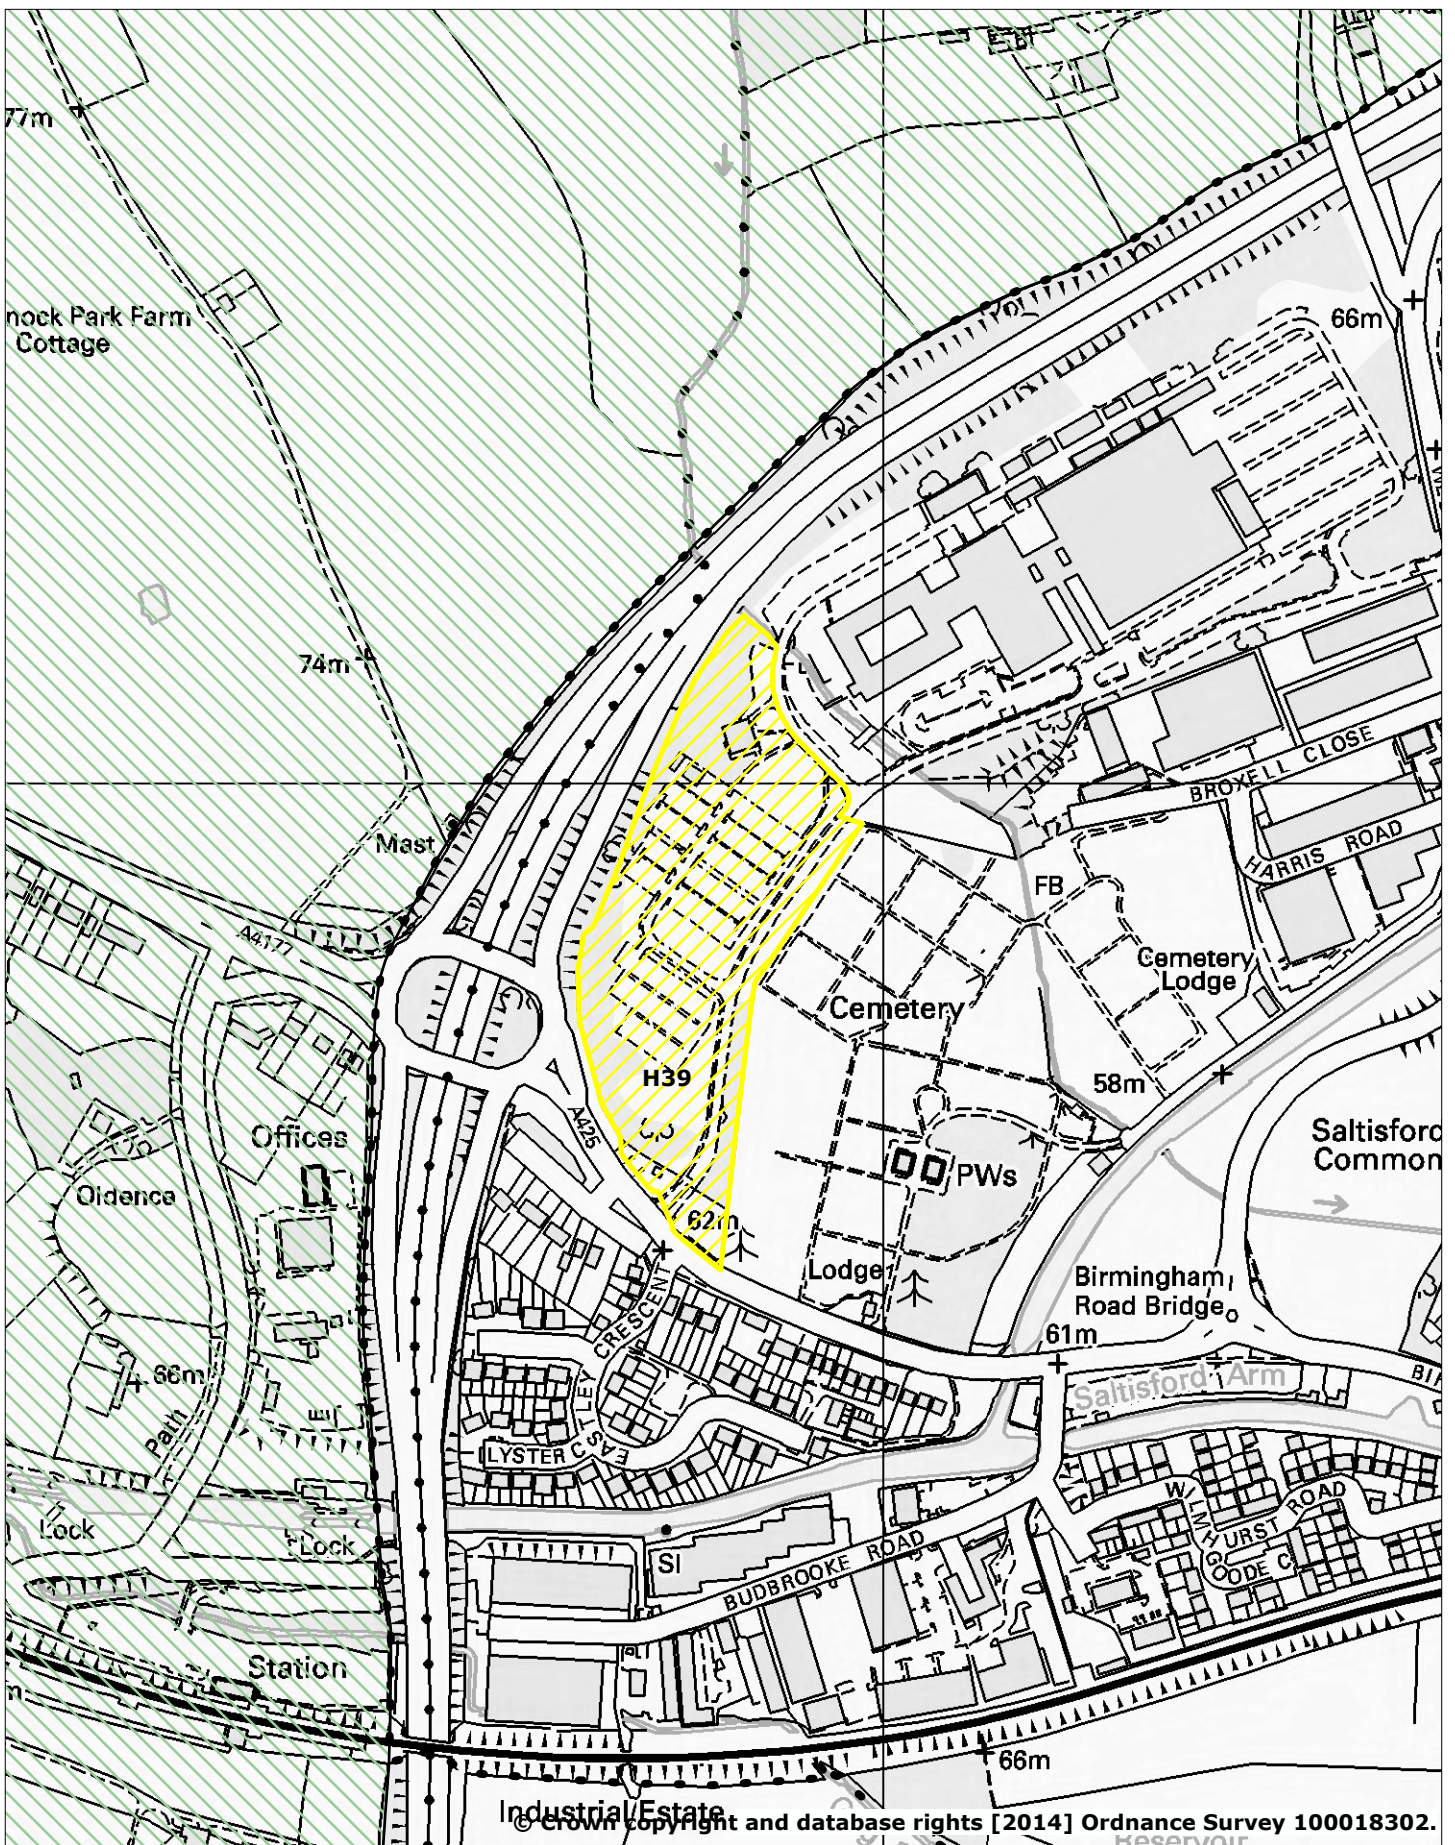 77m
nock Park Farm
Cottage
66m
74m
Mast
BROXELL CLOSE
HARRIS ROAD
FB
A4177
Cemetery
Lodge
Cemetery
H39
58m
A425
Offices
Saltisford
Common
PWs
Oldence
62m
Lodge
Birmingham
Road Bridge
61m
EASTLEY CRESCENT
66m
Saltisford Arm
BIR
Path
LYSTER C
WILMHURST ROAD
GOODE C
Lock
Lock
SI
BUDBROOKE ROAD
Station
m
66m
Industrial Estate
© Crown copyright and database rights [2014] Ordnance Survey 100018302.
Reservoir